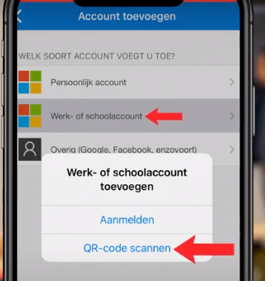 Account toevoegen
WELK SOORT ACCOUNT VOEGT U TOE?
Persoonlijk account
Werk- of schoolaccount
Overig (Google, Facebook, enzovoort)
Werk- of schoolaccount
toevoegen
Aanmelden
QR-code scannen